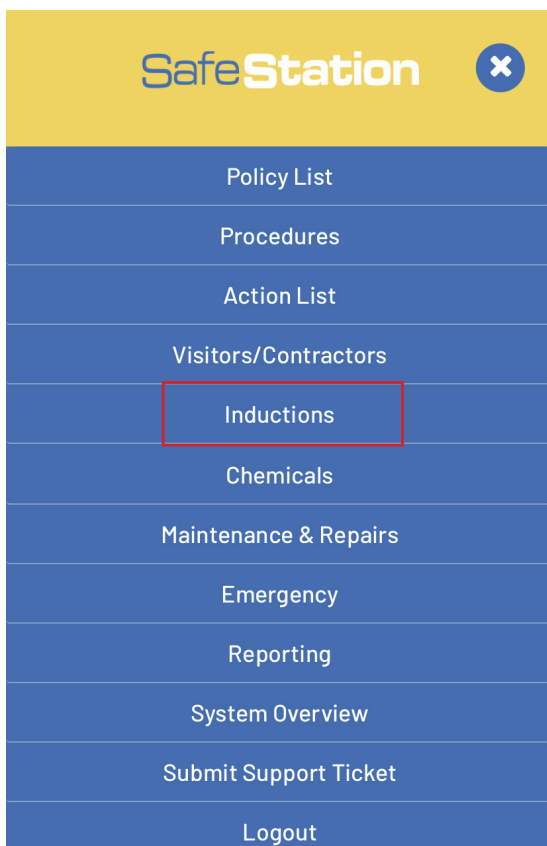 SafeStation
Policy List
Procedures
Action List
Visitors/Contractors
Inductions
Chemicals
Maintenance & Repairs
Emergency
Reporting
System Overview
Submit Support Ticket
Logout